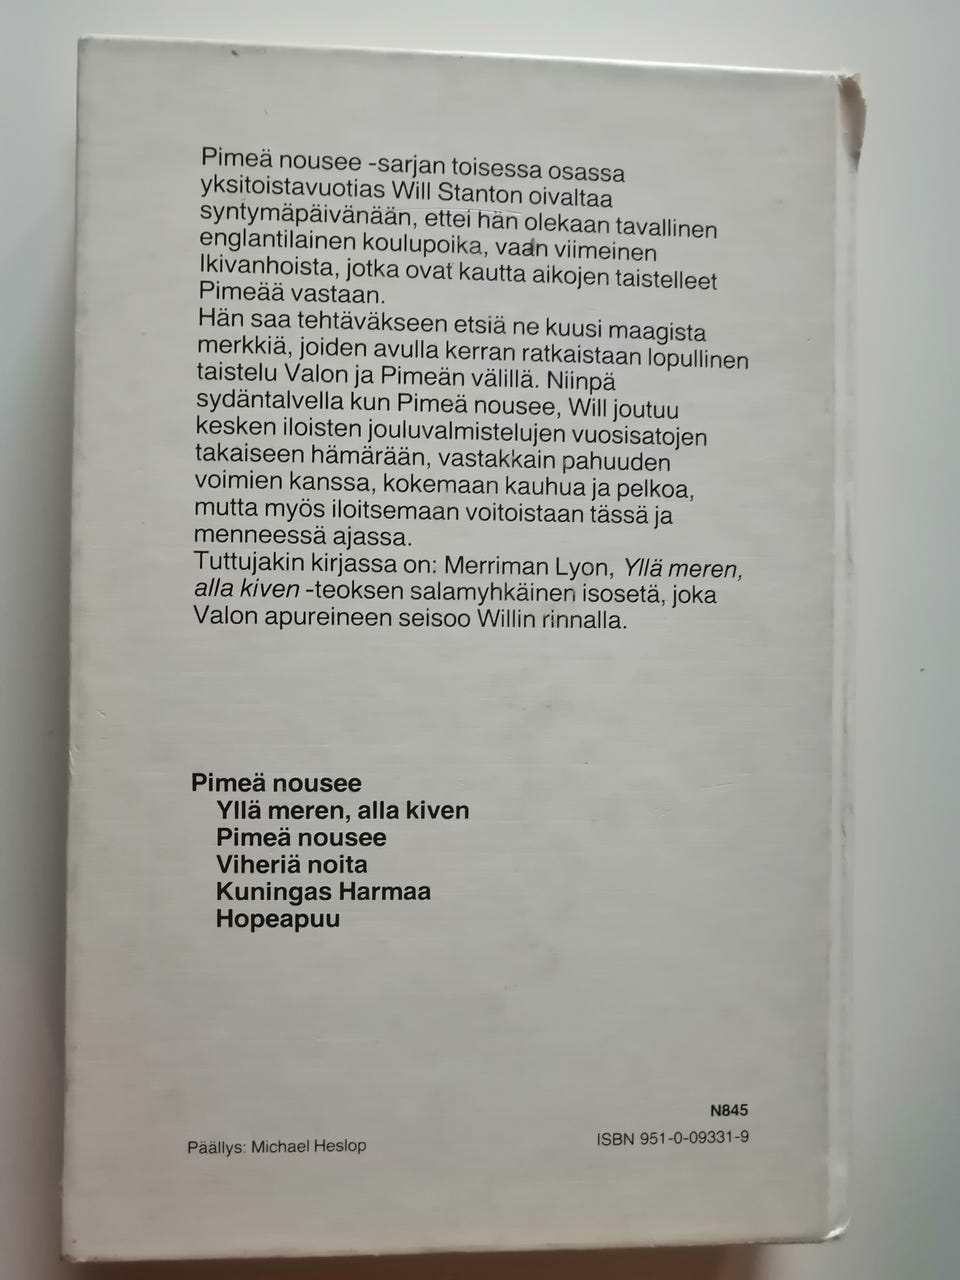 Pimeä nousee -sarjan toisessa osassa
yksitoistavuotias Will Stanton oivaltaa
syntymäpäivänään, ettei hän olekaan tavallinen
englantilainen koulupoika, vaan viimeinen
Ikivanhoista, jotka ovat kautta aikojen taistelleet
Pimeää vastaan.
Hän saa tehtäväkseen etsiä ne kuusi maagista
merkkiä, joiden avulla kerran ratkaistaan lopullinen
taistelu Valon ja Pimeän välillä. Niinpä
sydäntalvella kun Pimeä nousee, Will joutuu
kesken iloisten jouluvalmistelujen vuosisatojen
takaiseen hämärään, vastakkain pahuuden
voimien kanssa, kokemaan kauhua ja pelkoa,
mutta myös iloitsemaan voitoistaan tässä ja
menneessä ajassa.
Tuttujakin kirjassa on: Merriman Lyon, Yllä meren,
alla kiven -teoksen salamyhkäinen isosetä, joka
Valon apureineen seisoo Willin rinnalla.
Pimeä nousee
Yllä meren, alla kiven
Pimeä nousee
Viheriä noita
Kuningas Harmaa
Hopeapuu
N845
Päällys: Michael Heslop
ISBN 951-0-09331-9